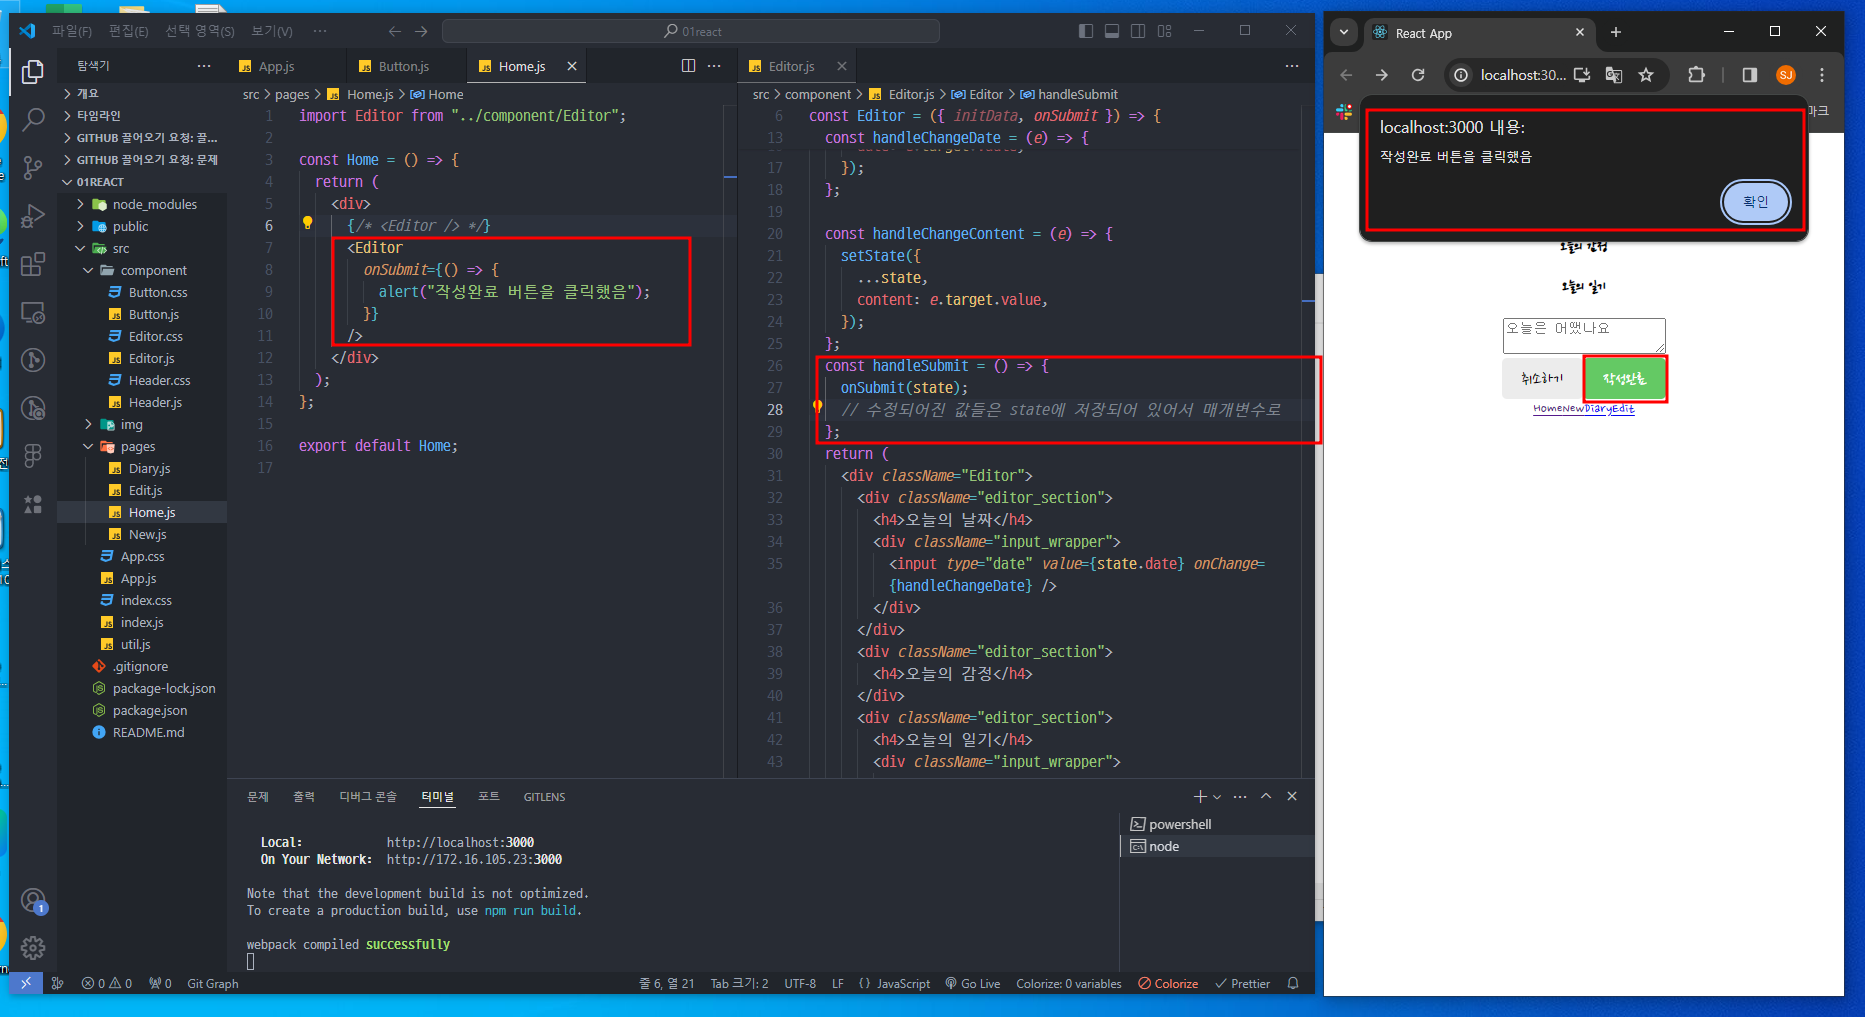 파일(F) 편집(E) 선택 영역(S) 보기(V) ··· 01react
탐색기
개요
타임라인
GITHUB 끌어오기 요청: 끌...
GITHUB 끌어오기 요청: 문제
01REACT
node_modules
public
src
component
Button.css
Button.js
Editor.css
Editor.js
Header.css
Header.js
img
pages
Diary.js
Edit.js
Home.js
New.js
App.css
App.js
index.css
index.js
util.js
.gitignore
package-lock.json
package.json
README.md
App.js Button.js Home.js
src > pages > Home.js > Home
1 import Editor from "../component/Editor";
2
3 const Home = () => {
4 return (
5 <div>
6 {/* <Editor /> */}
7 <Editor
8 onSubmit={() => {
9 alert("작성완료 버튼을 클릭했음");
10 }}
11 />
12 </div>
13 );
14 };
15
16 export default Home;
17
Editor.js
src > component > Editor.js > Editor > handleSubmit
6 const Editor = ({ initData, onSubmit }) => {
13 const handleChangeDate = (e) => {
17 });
18 };
19
20 const handleChangeContent = (e) => {
21 setState({
22 ...state,
23 content: e.target.value,
24 });
25 };
26 const handleSubmit = () => {
27 onSubmit(state);
28 // 수정되어진 값들은 state에 저장되어 있어서 매개변수로
29 };
30 return (
31 <div className="Editor">
32 <div className="editor_section">
33 <h4>오늘의 날짜</h4>
34 <div className="input_wrapper">
35 <input type="date" value={state.date} onChange=
{handleChangeDate} />
36 </div>
37 </div>
38 <div className="editor_section">
39 <h4>오늘의 감정</h4>
40 </div>
41 <div className="editor_section">
42 <h4>오늘의 일기</h4>
43 <div className="input_wrapper">
문제 출력 디버그 콘솔 터미널 포트 GITLENS
Local: http://localhost:3000
On Your Network: http://172.16.105.23:3000
Note that the development build is not optimized.
To create a production build, use npm run build.
webpack compiled successfully
powershell
node
1
0 0 0 Git Graph 줄 6, 열 21 Tab 크기: 2 UTF-8 LF {} JavaScript Go Live Colorize: 0 variables Colorize Prettier
React App
localhost:30... SJ
마크
localhost:3000 내용:
작성완료 버튼을 클릭했음
확인
오늘의 감정
오늘의 일기
오늘은 어땠나요
취소하기 작성완료
HomeNewDiaryEdit